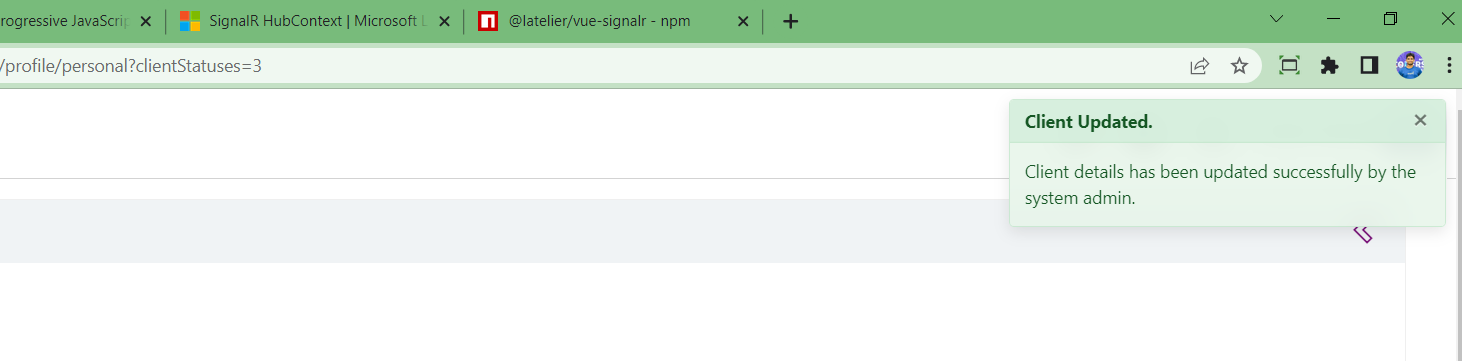 rogressive JavaScrip
SignalR HubContext | Microsoft L
@latelier/vue-signalr - npm
/profile/personal?clientStatuses=3
Client Updated.
Client details has been updated successfully by the
system admin.